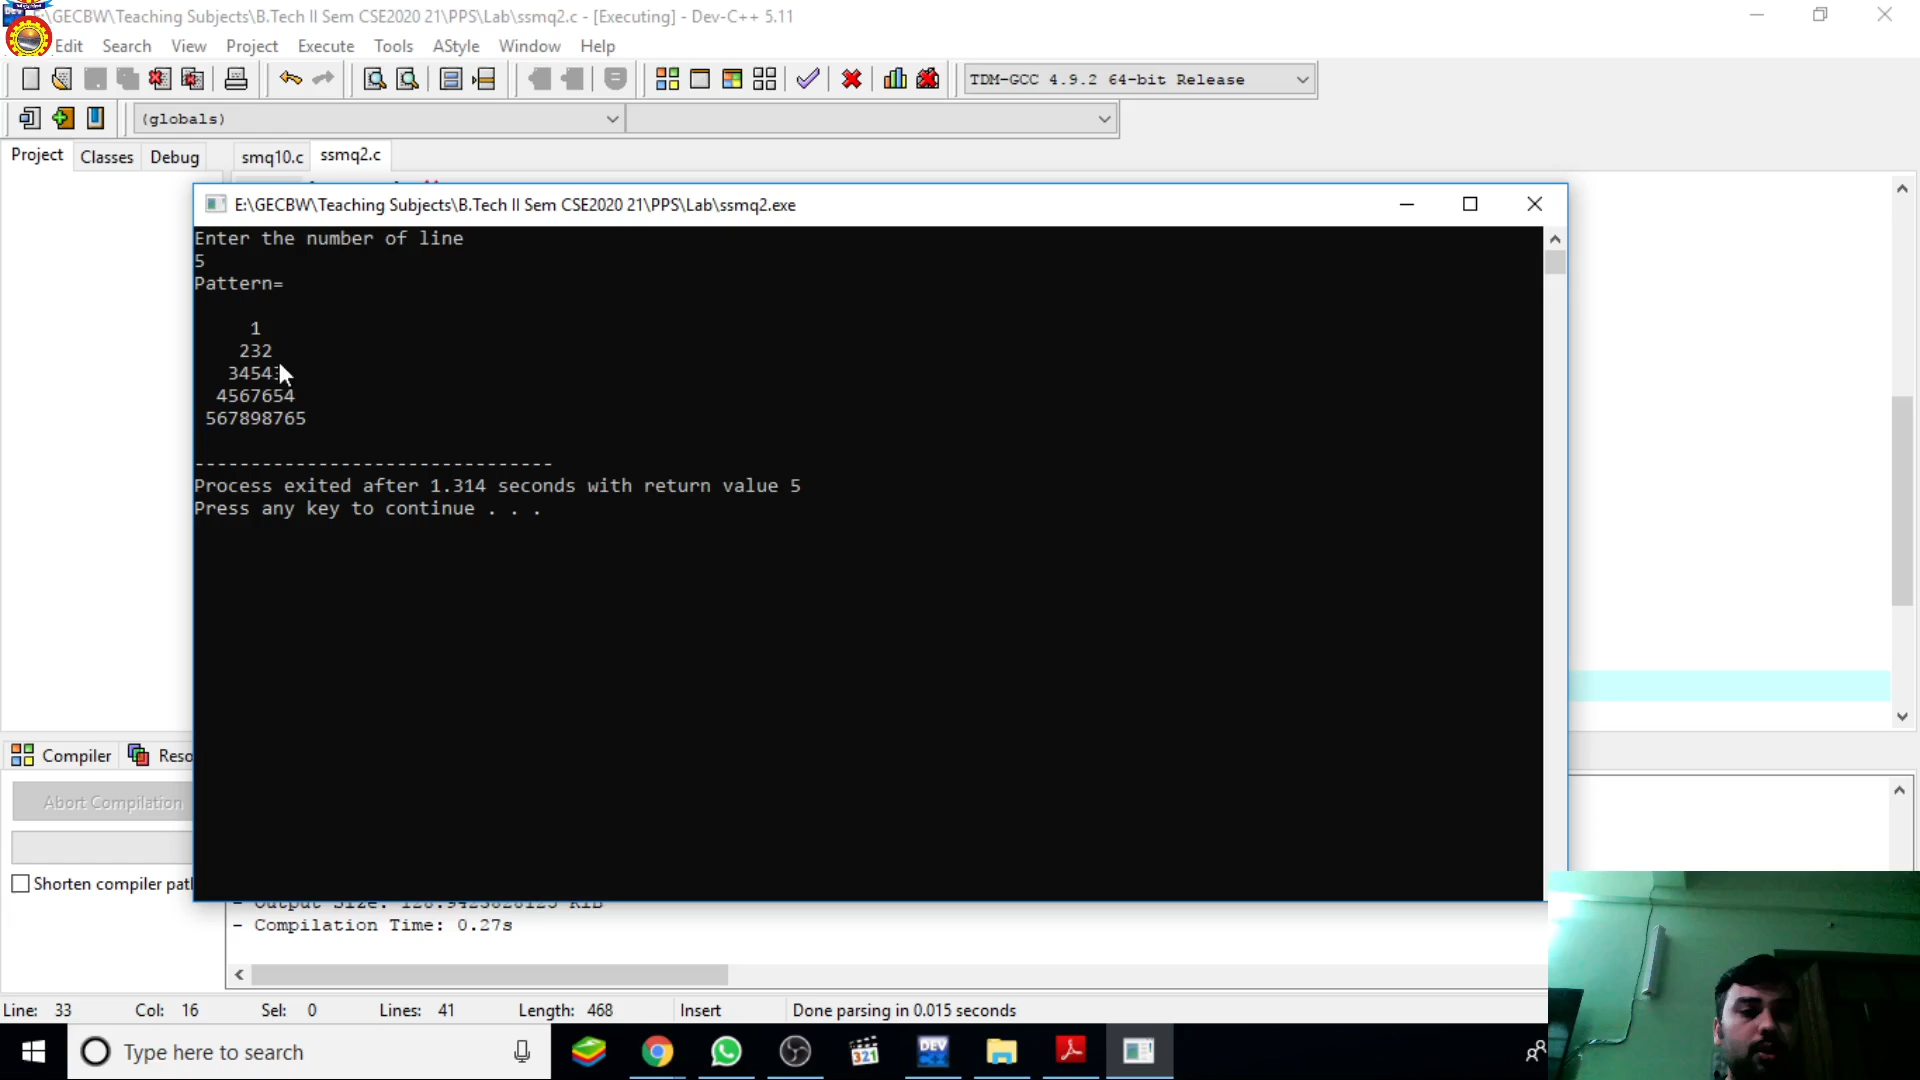 E:\GECBW\Teaching Subjects\B.Tech II Sem CSE2020 21\PPS\Lab\ssmq2.c - [Executing] - Dev-C++ 5.11
Edit Search View Project Execute Tools AStyle Window Help
TDM-GCC 4.9.2 64-bit Release
(globals)
Project Classes Debug smq10.c ssmq2.c
E:\GECBW\Teaching Subjects\B.Tech II Sem CSE2020 21\PPS\Lab\ssmq2.exe
Enter the number of line
5
Pattern=
1
232
3454
4567654
567898765
--------------------------------
Process exited after 1.314 seconds with return value 5
Press any key to continue . . .
Compiler
Abort Compilation
Shorten compiler
- Output Size:
- Compilation Time: 0.27s
Line: 33 Col: 16 Sel: 0 Lines: 41 Length: 468 Insert Done parsing in 0.015 seconds
Type here to search
321
DEV